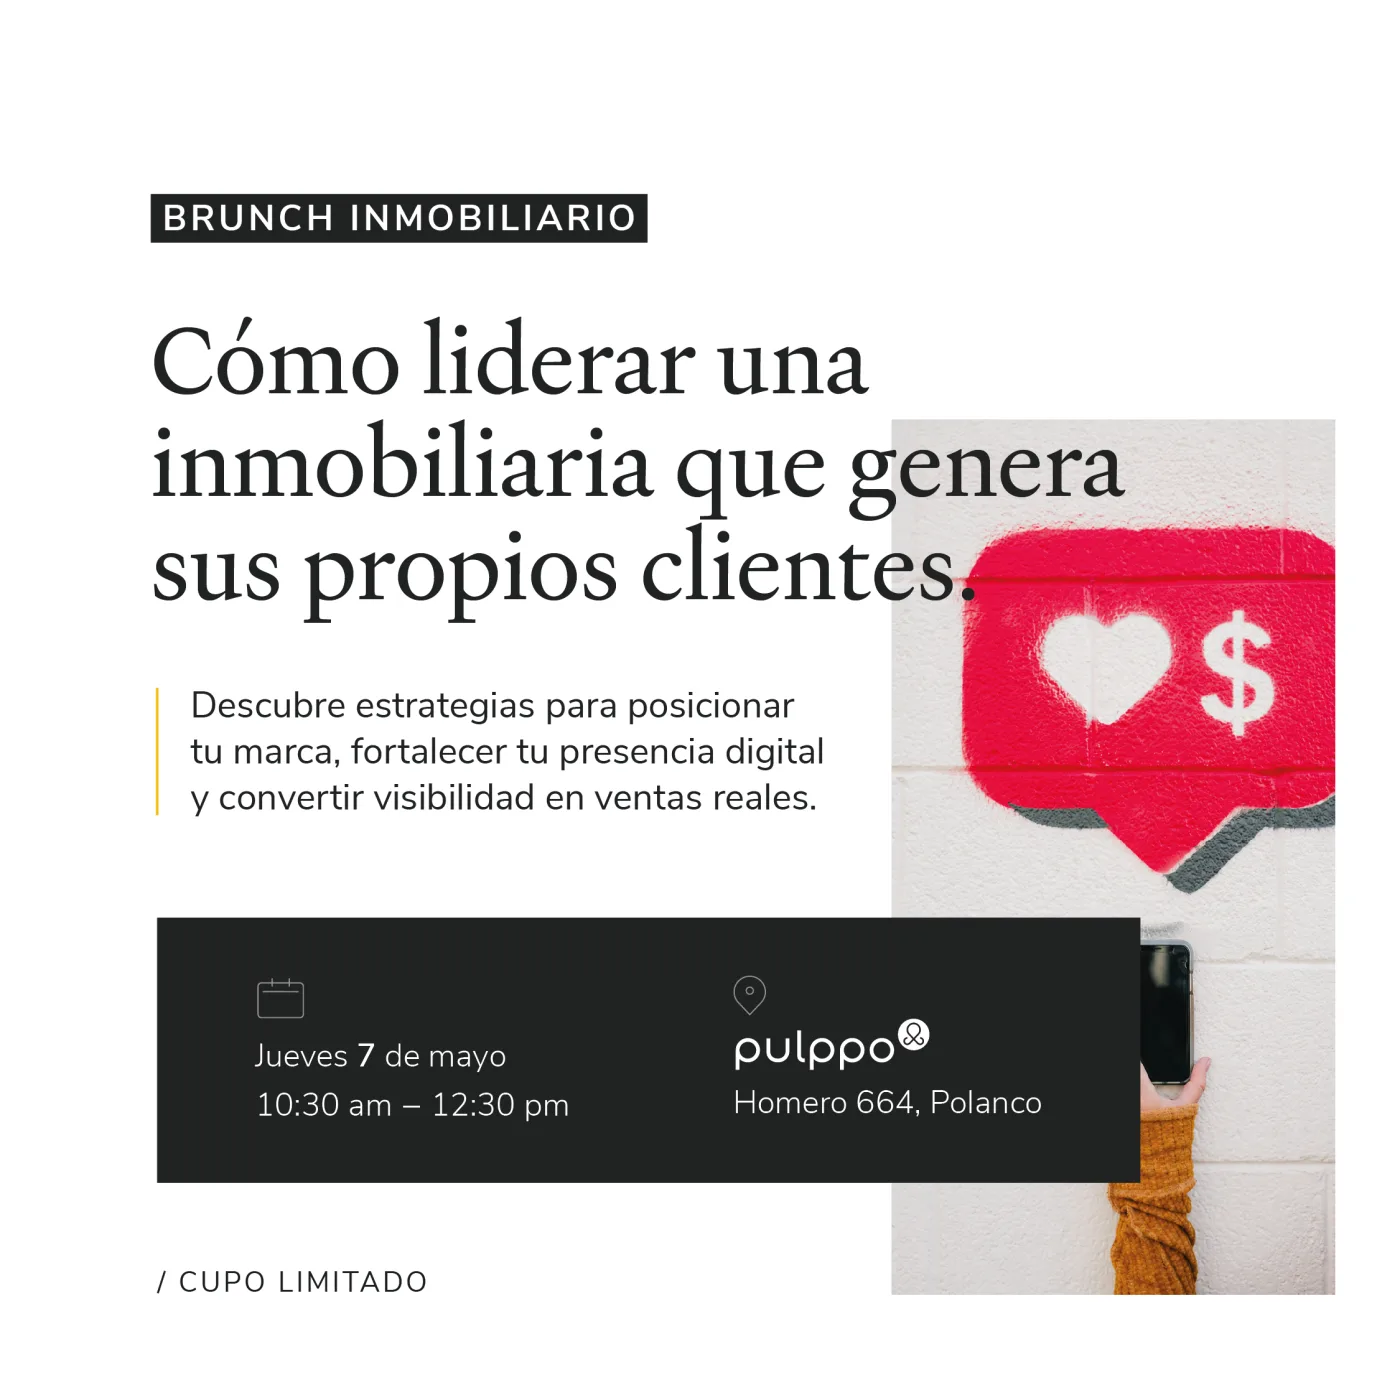 BRUNCH INMOBILIARIO
Cómo liderar una
inmobiliaria que genera
sus propios clientes.
Descubre estrategias para posicionar
tu marca, fortalecer tu presencia digital
y convertir visibilidad en ventas reales.
Jueves 7 de mayo
10:30 am – 12:30 pm
pulppo
Homero 664, Polanco
$
/ CUPO LIMITADO